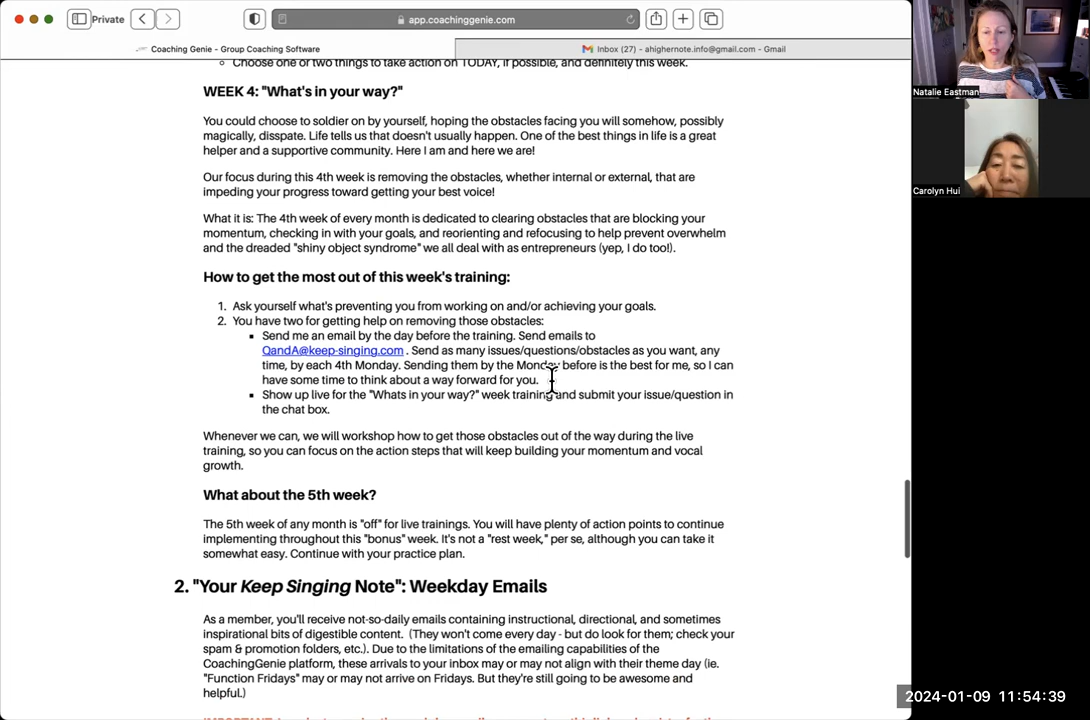 Private
app.coachinggenie.com
Coaching Genie - Group Coaching Software
Inbox (27) - ahighernote.info@gmail.com - Gmail
Choose one or two things to take action on TODAY, if possible, and definitely this week.
WEEK 4: "What's in your way?"
You could choose to soldier on by yourself, hoping the obstacles facing you will somehow, possibly
magically, disspate. Life tells us that doesn't usually happen. One of the best things in life is a great
helper and a supportive community. Here I am and here we are!
Our focus during this 4th week is removing the obstacles, whether internal or external, that are
impeding your progress toward getting your best voice!
What it is: The 4th week of every month is dedicated to clearing obstacles that are blocking your
momentum, checking in with your goals, and reorienting and refocusing to help prevent overwhelm
and the dreaded "shiny object syndrome" we all deal with as entrepreneurs (yep, I do too!).
How to get the most out of this week's training:
1. Ask yourself what's preventing you from working on and/or achieving your goals.
2. You have two for getting help on removing those obstacles:
Send me an email by the day before the training. Send emails to
QandA@keep-singing.com . Send as many issues/questions/obstacles as you want, any
time, by each 4th Monday. Sending them by the Monday before is the best for me, so I can
have some time to think about a way forward for you.
Show up live for the "Whats in your way?" week training and submit your issue/question in
the chat box.
Whenever we can, we will workshop how to get those obstacles out of the way during the live
training, so you can focus on the action steps that will keep building your momentum and vocal
growth.
What about the 5th week?
The 5th week of any month is "off" for live trainings. You will have plenty of action points to continue
implementing throughout this "bonus" week. It's not a "rest week," per se, although you can take it
somewhat easy. Continue with your practice plan.
2. "Your Keep Singing Note": Weekday Emails
As a member, you'll receive not-so-daily emails containing instructional, directional, and sometimes
inspirational bits of digestible content. (They won't come every day - but do look for them; check your
spam & promotion folders, etc.). Due to the limitations of the emailing capabilities of the
CoachingGenie platform, these arrivals to your inbox may or may not align with their theme day (ie.
"Function Fridays" may or may not arrive on Fridays. But they're still going to be awesome and
helpful.)
Natalie Eastman
Carolyn Hui
2024-01-09 11:54:39